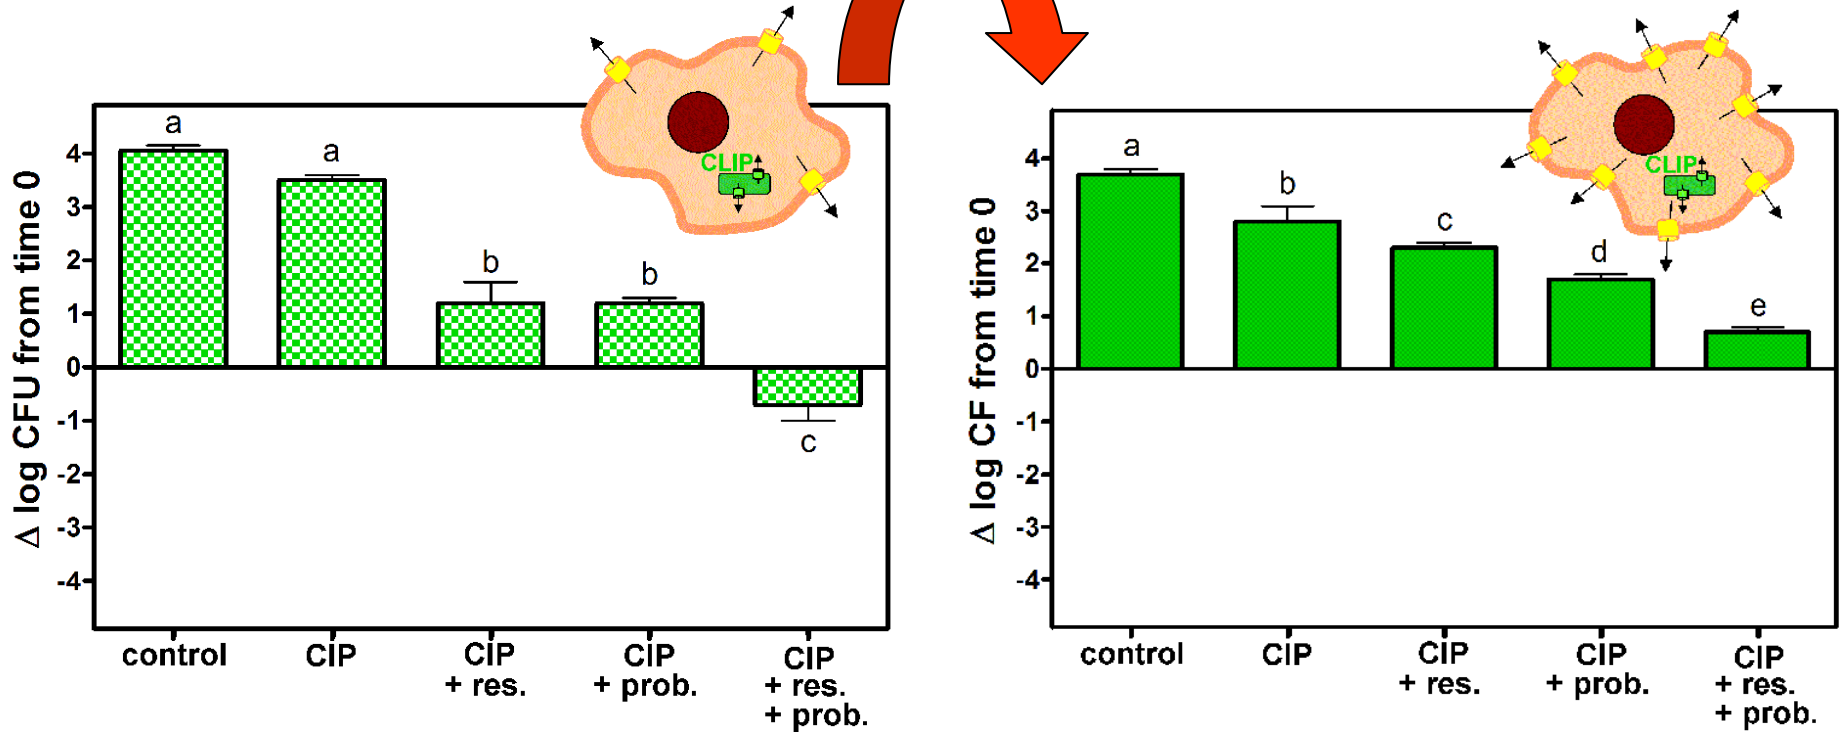 a
a
b
b
c
CLIP
Δ log CFU from time 0
4
3
2
1
0
-1
-2
-3
-4
control
CIP
CIP
+ res.
CIP
+ prob.
CIP
+ res.
+ prob.
a
b
c
d
e
CLIP
Δ log CF from time 0
4
3
2
1
0
-1
-2
-3
-4
control
CIP
CIP
+ res.
CIP
+ prob.
CIP
+ res.
+ prob.